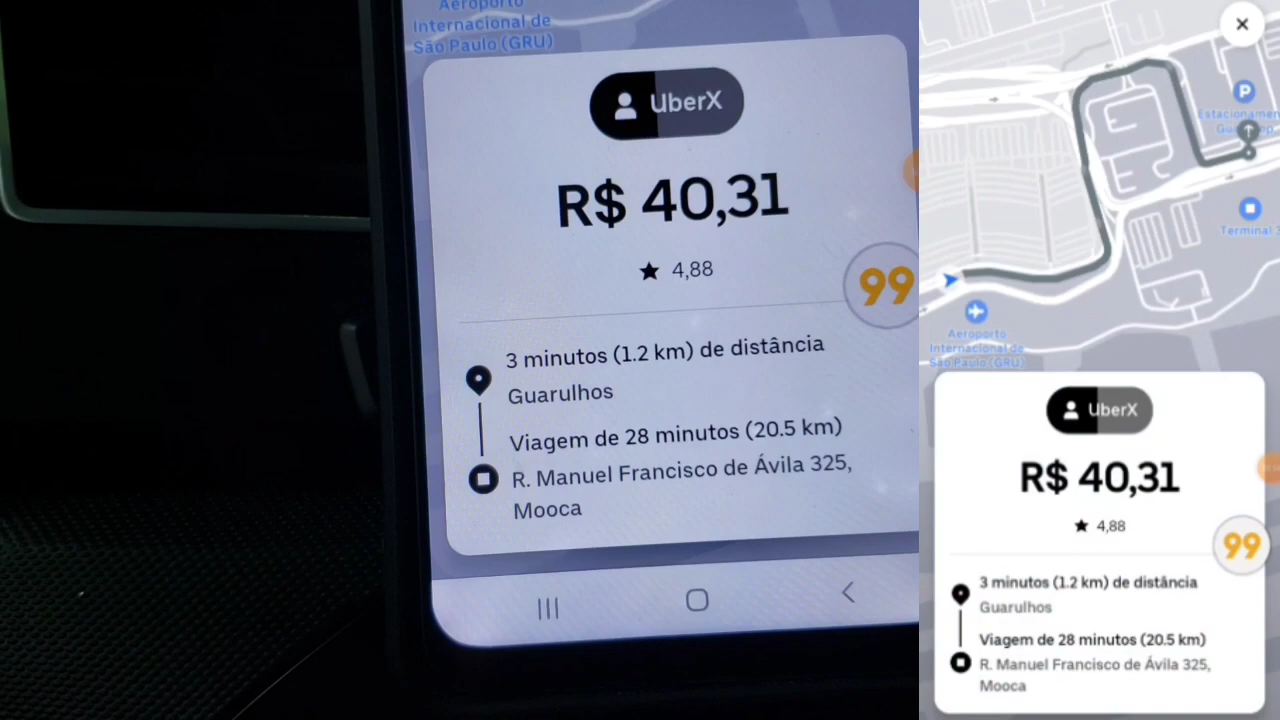 Aeroporto
Internacional de
São Paulo (GRU)
UberX
R$ 40,31
★ 4,88
99
3 minutos (1.2 km) de distância
Guarulhos
Viagem de 28 minutos (20.5 km)
R. Manuel Francisco de Ávila 325,
Mooca
P
Terminal 3
Aeroporto
Internacional de
São Paulo (GRU)
UberX
R$ 40,31
★ 4,88
99
3 minutos (1.2 km) de distância
Guarulhos
Viagem de 28 minutos (20.5 km)
R. Manuel Francisco de Ávila 325,
Mooca